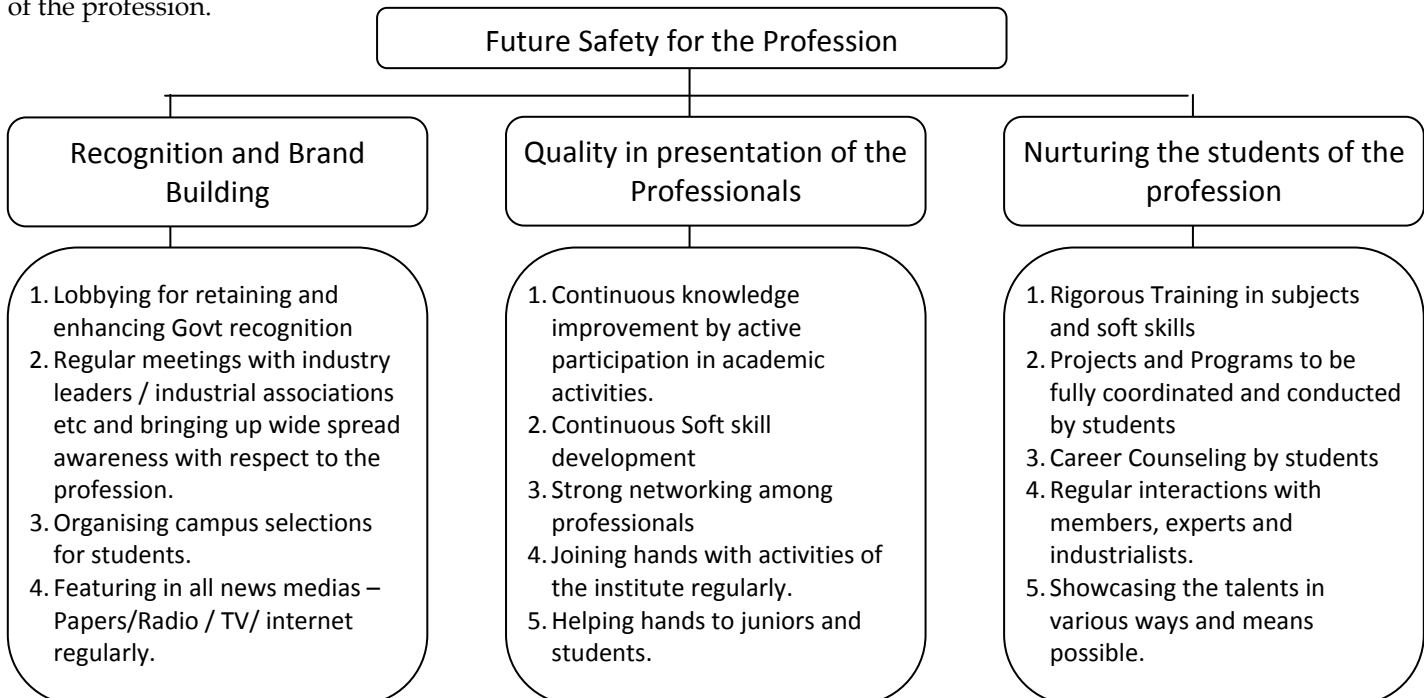 of the profession.
Future Safety for the Profession
Recognition and Brand
Building
Quality in presentation of the
Professionals
Nurturing the students of the
profession
1. Lobbying for retaining and
enhancing Govt recognition
2. Regular meetings with industry
leaders / industrial associations
etc and bringing up wide spread
awareness with respect to the
profession.
3. Organising campus selections
for students.
4. Featuring in all news medias –
Papers/Radio / TV/ internet
regularly.
1. Continuous knowledge
improvement by active
participation in academic
activities.
2. Continuous Soft skill
development
3. Strong networking among
professionals
4. Joining hands with activities of
the institute regularly.
5. Helping hands to juniors and
students.
1. Rigorous Training in subjects
and soft skills
2. Projects and Programs to be
fully coordinated and conducted
by students
3. Career Counseling by students
4. Regular interactions with
members, experts and
industrialists.
5. Showcasing the talents in
various ways and means
possible.